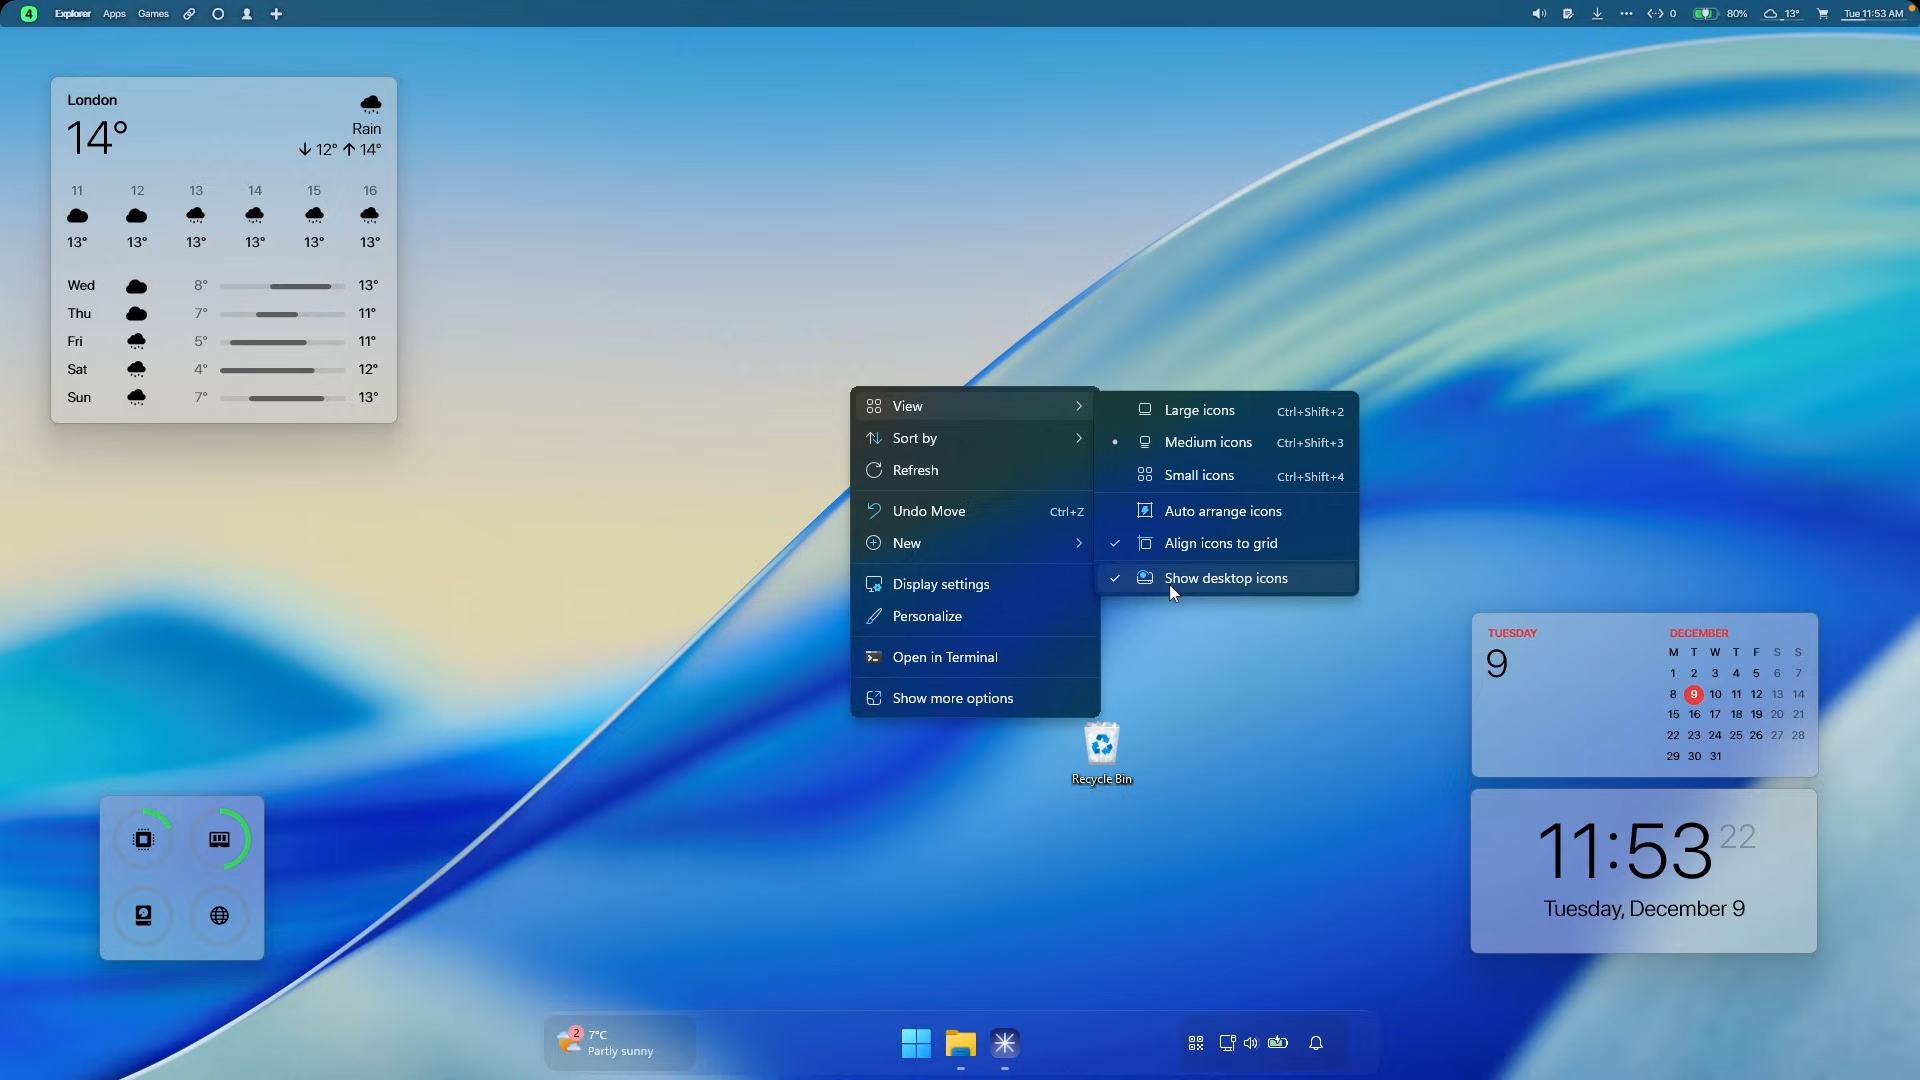 4 Explorer Apps Games
0 80% 13° Tue 11:53 AM
London
14°
Rain
↓ 12° ↑ 14°
11 12 13 14 15 16
13° 13° 13° 13° 13° 13°
Wed 8° 13°
Thu 7° 11°
Fri 5° 11°
Sat 4° 12°
Sun 7° 13°
View
Sort by
Refresh
Undo Move Ctrl+Z
New
Display settings
Personalize
Open in Terminal
Show more options
Large icons Ctrl+Shift+2
Medium icons Ctrl+Shift+3
Small icons Ctrl+Shift+4
Auto arrange icons
Align icons to grid
Show desktop icons
Recycle Bin
TUESDAY
9
DECEMBER
M T W T F S S
1 2 3 4 5 6 7
8 9 10 11 12 13 14
15 16 17 18 19 20 21
22 23 24 25 26 27 28
29 30 31
11:53 22
Tuesday, December 9
2 7°C
Partly sunny